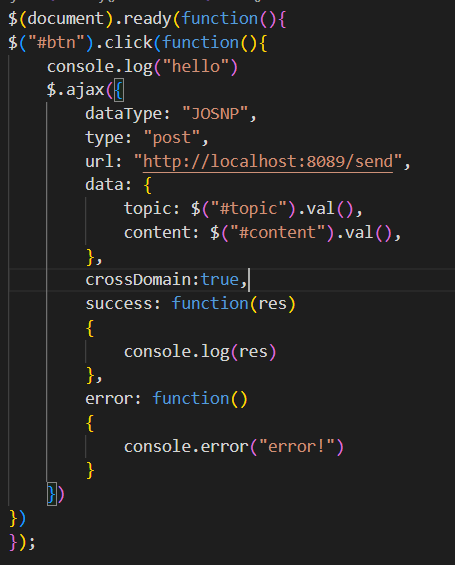 $(document).ready(function(){
$("#btn").click(function(){
    console.log("hello")
    $.ajax({
        dataType: "JOSNP",
        type: "post",
        url: "http://localhost:8089/send",
        data: {
            topic: $("#topic").val(),
            content: $("#content").val(),
        },
        crossDomain:true,
        success: function(res)
        {
            console.log(res)
        },
        error: function()
        {
            console.error("error!")
        }
    })
})
});